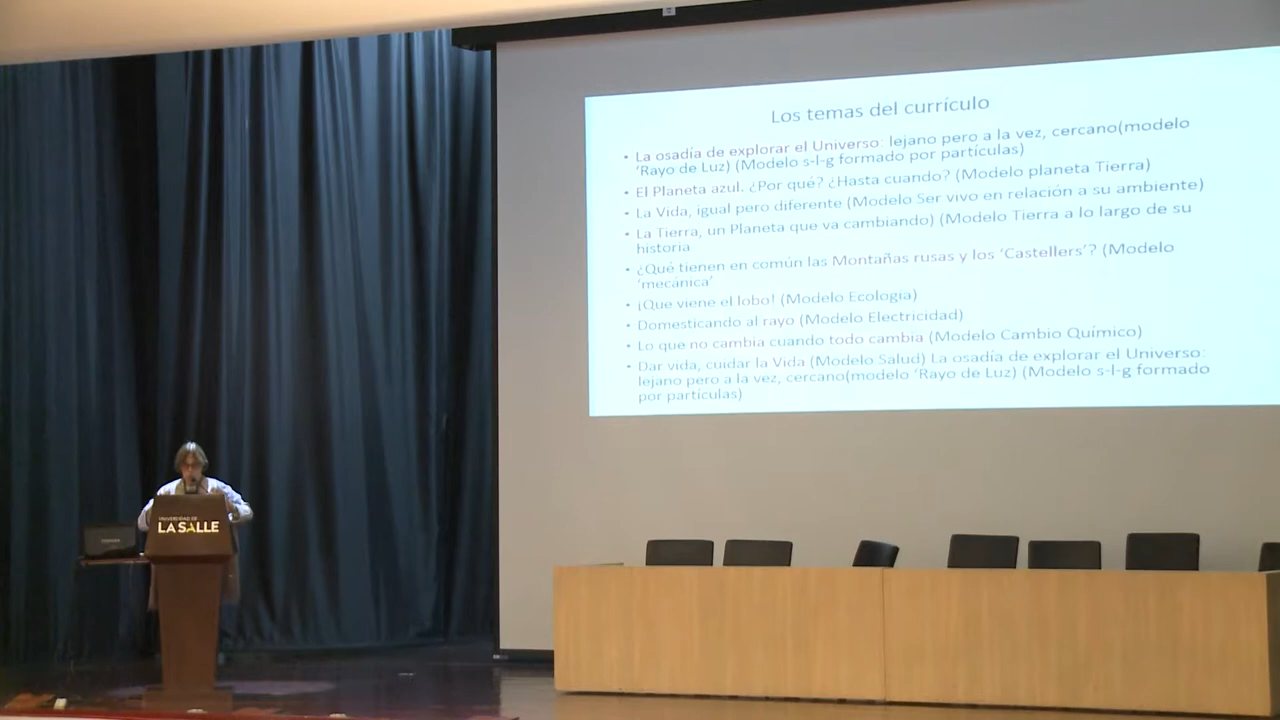 Los temas del currículo
• La osadía de explorar el Universo: lejano pero a la vez, cercano(modelo
'Rayo de Luz) (Modelo s-l-g formado por partículas)
• El Planeta azul. ¿Por qué? ¿Hasta cuando? (Modelo planeta Tierra)
• La Vida, igual pero diferente (Modelo Ser vivo en relación a su ambiente)
• La Tierra, un Planeta que va cambiando) (Modelo Tierra a lo largo de su
historia
• ¿Qué tienen en común las Montañas rusas y los 'Castellers'? (Modelo
'mecánica'
• ¡Que viene el lobo! (Modelo Ecología)
• Domesticando al rayo (Modelo Electricidad)
• Lo que no cambia cuando todo cambia (Modelo Cambio Químico)
• Dar vida, cuidar la Vida (Modelo Salud) La osadía de explorar el Universo:
lejano pero a la vez, cercano(modelo 'Rayo de Luz) (Modelo s-l-g formado
por partículas)
UNIVERSIDAD DE
LA SALLE